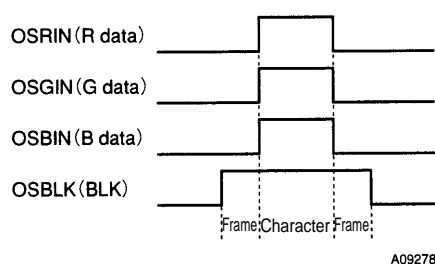 OSRIN(R data)
OSGIN(G data)
OSBIN(B data)
OSBLK(BLK)
Frame Character Frame
A09278